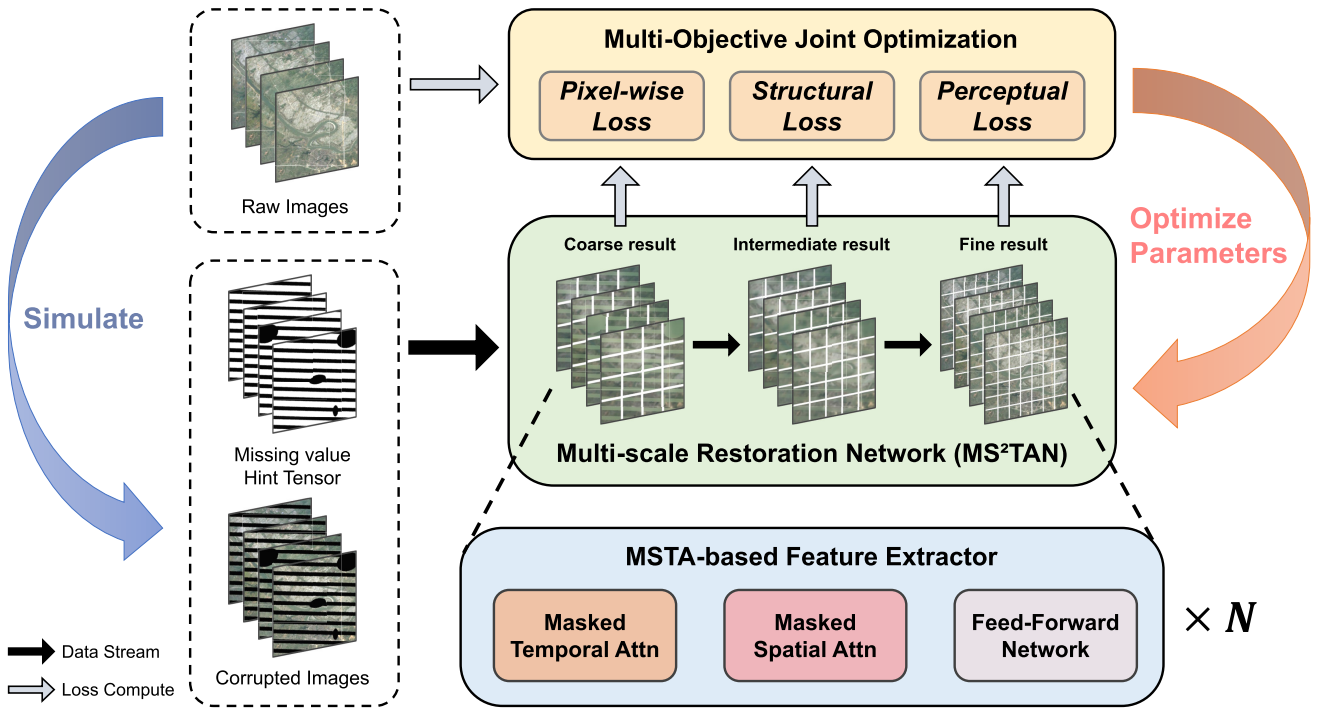 Raw Images
Simulate
Missing value
Hint Tensor
Corrupted Images
Data Stream
Loss Compute
Multi-Objective Joint Optimization
Pixel-wise
Loss
Structural
Loss
Perceptual
Loss
Optimize
Parameters
Coarse result
Intermediate result
Fine result
Multi-scale Restoration Network (MS²TAN)
MSTA-based Feature Extractor
Masked
Temporal Attn
Masked
Spatial Attn
Feed-Forward
Network
× N